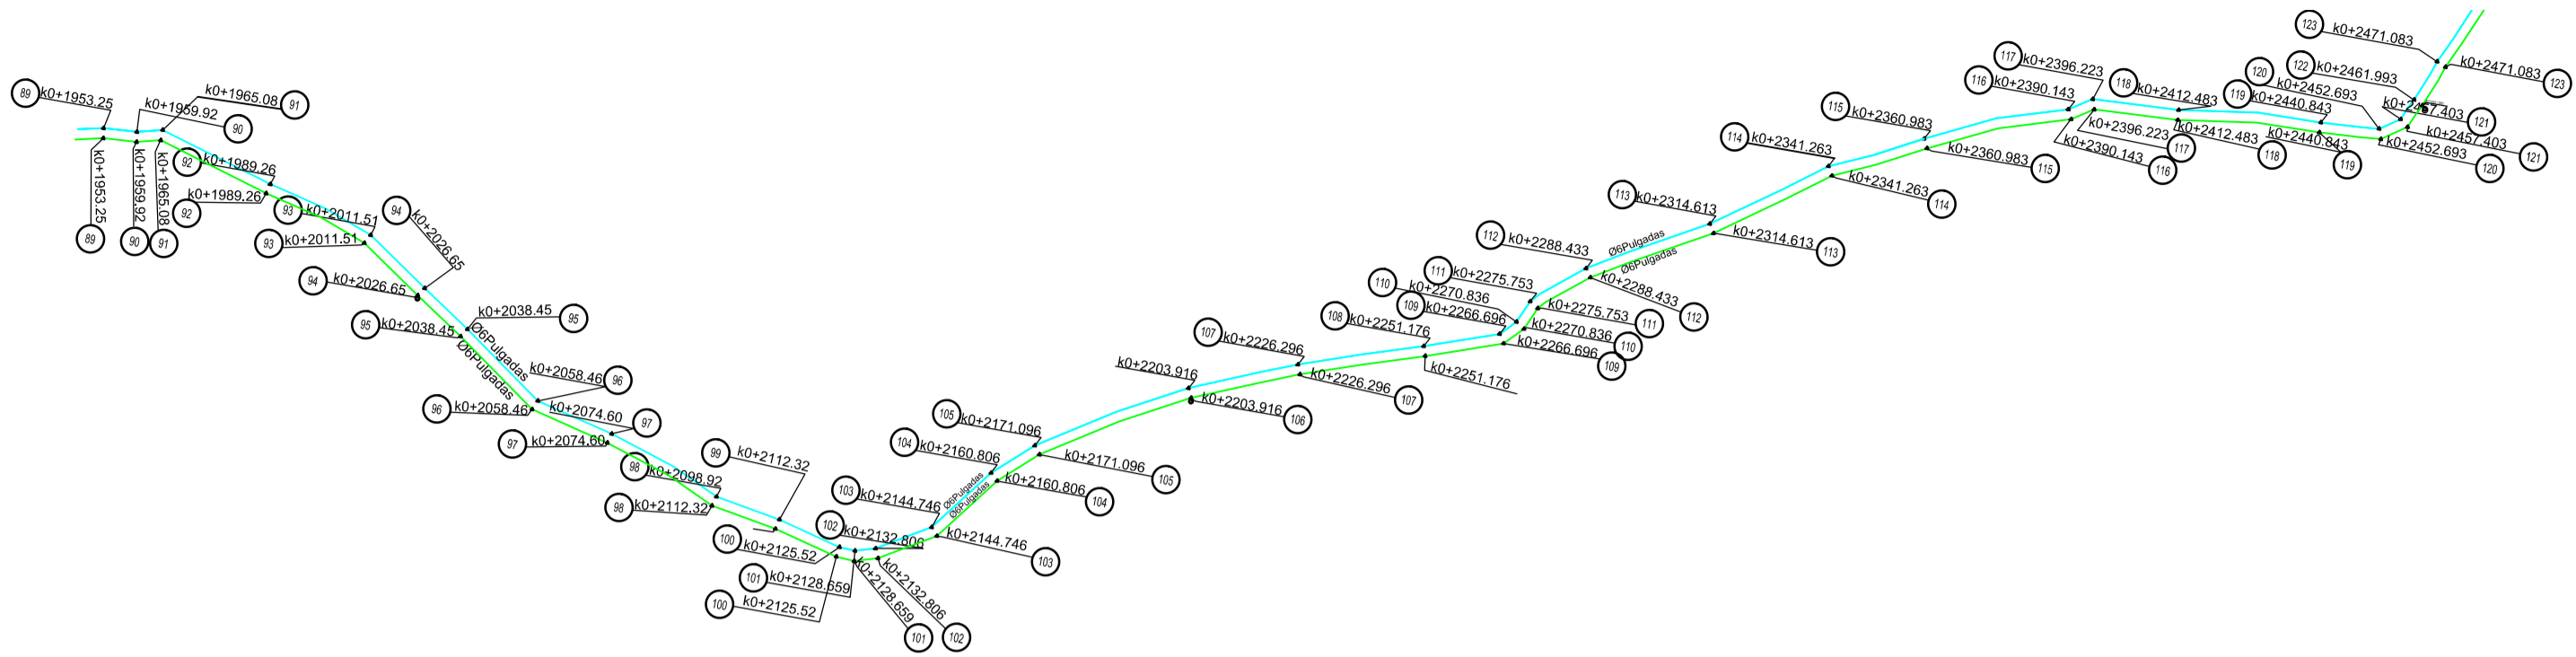 89 k0+1953.25
k0+1959.92 90
k0+1965.08 91
k0+1953.25 89
k0+1959.92 90
k0+1965.08 91
92 k0+1989.26
92 k0+1989.26
93 k0+2011.51
93 k0+2011.51
94 k0+2026.65
94 k0+2026.65
k0+2038.45 95
95 k0+2038.45
Ø6Pulgadas
Ø6Pulgadas
k0+2058.46 96
96 k0+2058.46
k0+2074.60 97
97 k0+2074.60
98 k0+2098.92
98 k0+2112.32
99 k0+2112.32
100 k0+2125.52
100 k0+2125.52
101 k0+2128.659
k0+2128.659 101
102 k0+2132.806
k0+2132.806 102
103 k0+2144.746
k0+2144.746 103
Ø6Pulgadas
Ø6Pulgadas
104 k0+2160.806
k0+2160.806 104
105 k0+2171.096
k0+2171.096 105
k0+2203.916
k0+2203.916 106
107 k0+2226.296
k0+2226.296 107
108 k0+2251.176
k0+2251.176
109 k0+2266.696
k0+2266.696 109
110 k0+2270.836
k0+2270.836 110
111 k0+2275.753
k0+2275.753 111
112 k0+2288.433
k0+2288.433 112
Ø6Pulgadas
Ø6Pulgadas
113 k0+2314.613
k0+2314.613 113
114 k0+2341.263
k0+2341.263 114
115 k0+2360.983
k0+2360.983 115
116 k0+2390.143
k0+2390.143 116
117 k0+2396.223
k0+2396.223 117
118 k0+2412.483
k0+2412.483 118
119 k0+2440.843
k0+2440.843 119
120 k0+2452.693
k0+2452.693 120
119
121
k0+2457.403 121
122 k0+2461.993
123 k0+2471.083
k0+2471.083 123